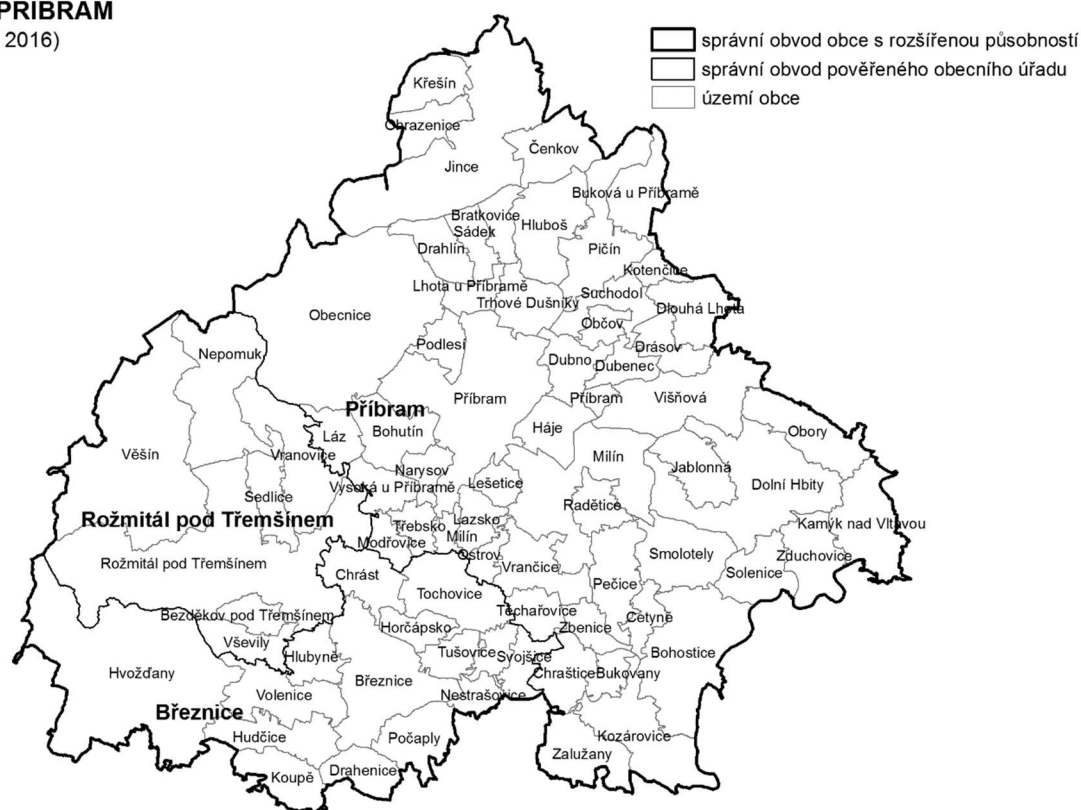 PŘÍBRAM
2016)
správní obvod obce s rozšířenou působností
správní obvod pověřeného obecního úřadu
území obce
Křešín
Ohrazenice
Čenkov
Jince
Buková u Příbramě
Bratkovice
Hluboš
Sádek
Drahlín
Pičín
Kotenčice
Lhota u Příbramě
Suchodol
Trhové Dušníky
Dlouhá Lhota
Obecnice
Občov
Podlesí
Drásov
Nepomuk
Dubno
Dubenec
Příbram
Příbram
Višňová
Příbram
Háje
Bohutín
Láz
Obory
Věšín
Vranovice
Milín
Jablonná
Narysov
Vysoká u Příbramě
Lešetice
Dolní Hbity
Sedlice
Radětice
Rožmitál pod Třemšínem
Třebsko
Lazsko
Kamýk nad Vltavou
Milín
Modřovice
Ostrov
Smolotely
Zduchovice
Rožmitál pod Třemšínem
Vrančice
Solenice
Chrást
Pečice
Tochovice
Těchařovice
Bezděkov pod Třemšínem
Cetyně
Horčápsko
Zbenice
Vševily
Hlubyně
Tušovice
Svojšice
Bohostice
Hvožďany
Březnice
Chraštice
Bukovany
Volenice
Nestrašovice
Březnice
Hudčice
Počaply
Kozárovice
Zalužany
Koupě
Drahenice